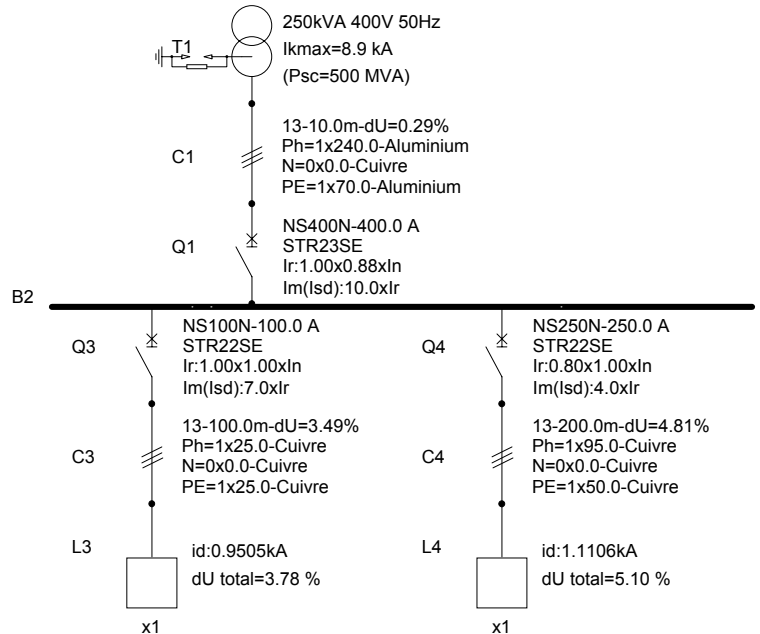 250kVA 400V 50Hz
T1
Ikmax=8.9 kA
(Psc=500 MVA)
C1
13-10.0m-dU=0.29%
Ph=1x240.0-Aluminium
N=0x0.0-Cuivre
PE=1x70.0-Aluminium
Q1
NS400N-400.0 A
STR23SE
Ir:1.00x0.88xIn
Im(Isd):10.0xIr
B2
Q3
NS100N-100.0 A
STR22SE
Ir:1.00x1.00xIn
Im(Isd):7.0xIr
Q4
NS250N-250.0 A
STR22SE
Ir:0.80x1.00xIn
Im(Isd):4.0xIr
C3
13-100.0m-dU=3.49%
Ph=1x25.0-Cuivre
N=0x0.0-Cuivre
PE=1x25.0-Cuivre
C4
13-200.0m-dU=4.81%
Ph=1x95.0-Cuivre
N=0x0.0-Cuivre
PE=1x50.0-Cuivre
L3
id:0.9505kA
dU total=3.78 %
x1
L4
id:1.1106kA
dU total=5.10 %
x1